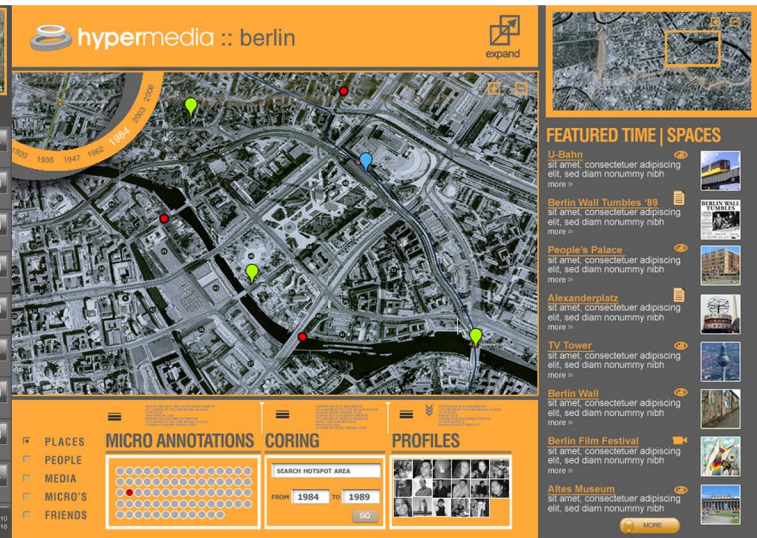 hypermedia :: berlin
expand
1920 1936 1947 1962 1984 2003 2006
FEATURED TIME | SPACES
U-Bahn
sit amet, consectetuer adipiscing
elit, sed diam nonummy nibh
more »
Berlin Wall Tumbles '89
sit amet, consectetuer adipiscing
elit, sed diam nonummy nibh
more »
BERLIN WALL
TUMBLES
People's Palace
sit amet, consectetuer adipiscing
elit, sed diam nonummy nibh
more »
Alexanderplatz
sit amet, consectetuer adipiscing
elit, sed diam nonummy nibh
more »
TV Tower
sit amet, consectetuer adipiscing
elit, sed diam nonummy nibh
more »
Berlin Wall
sit amet, consectetuer adipiscing
elit, sed diam nonummy nibh
more »
Berlin Film Festival
sit amet, consectetuer adipiscing
elit, sed diam nonummy nibh
more »
Altes Museum
sit amet, consectetuer adipiscing
elit, sed diam nonummy nibh
MORE
PLACES
PEOPLE
MEDIA
MICRO'S
FRIENDS
MICRO ANNOTATIONS
CORING
SEARCH HOTSPOT AREA
FROM 1984 TO 1989
GO
PROFILES
10
18